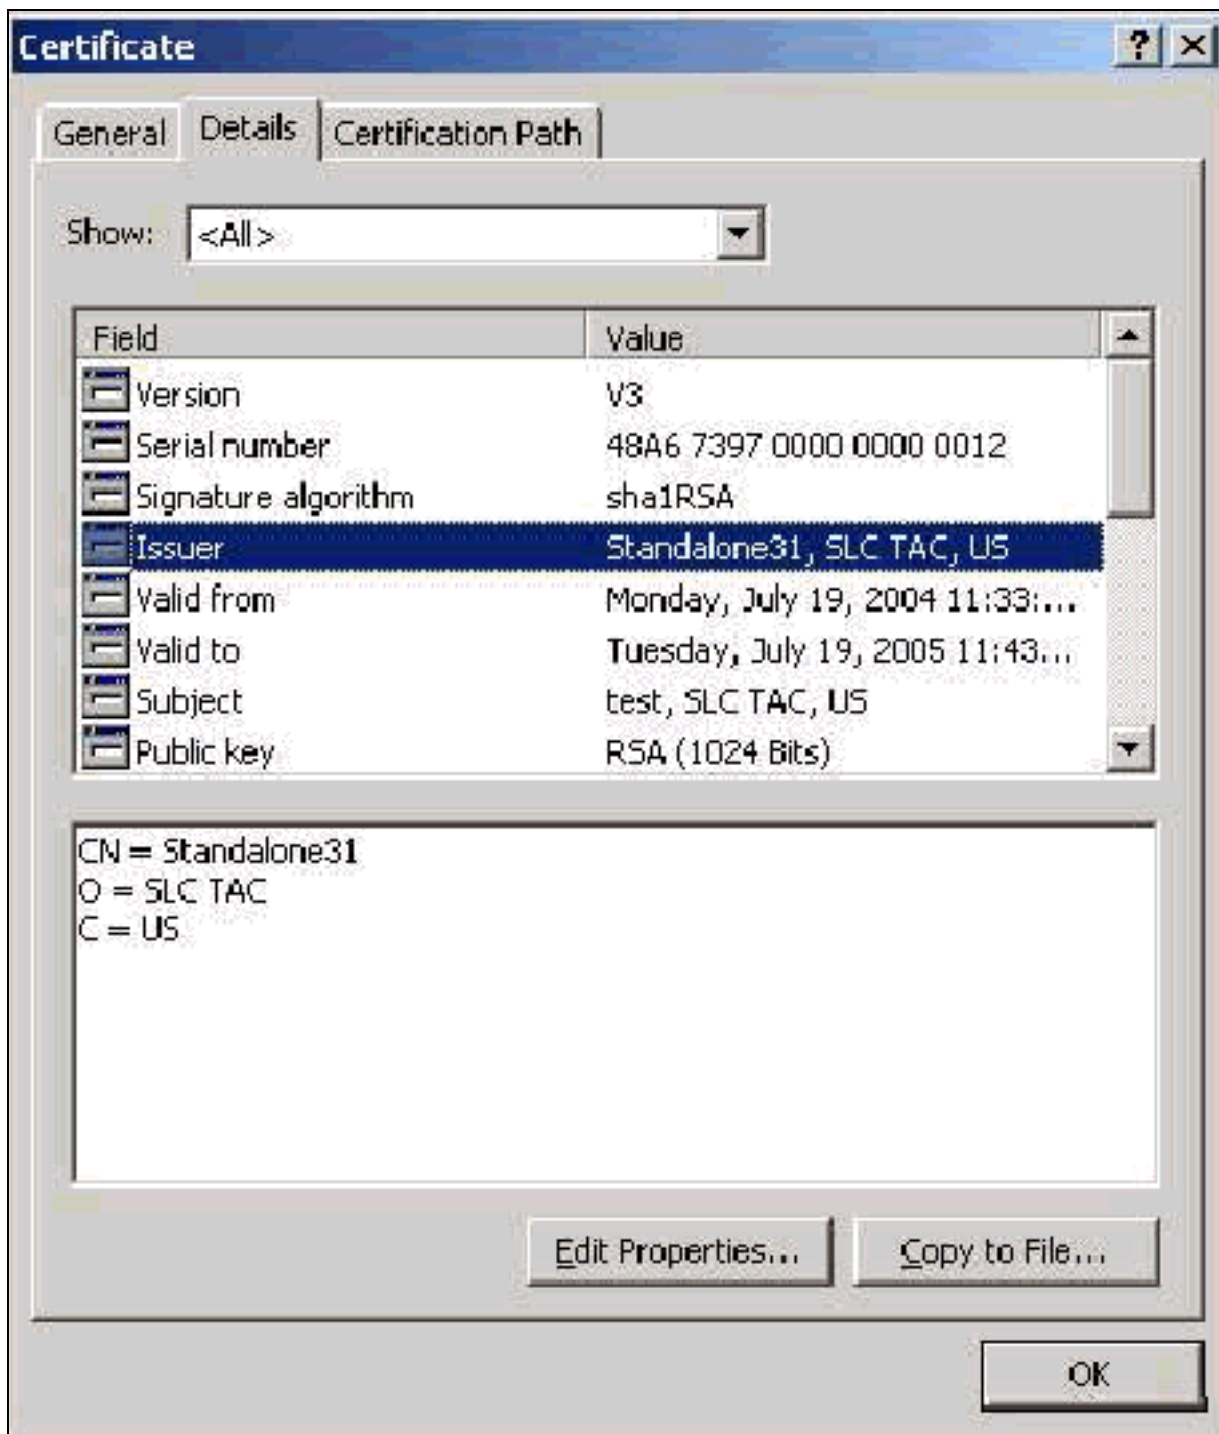 Certificate
General Details Certification Path
Show: <All>
Field Value
Version V3
Serial number 48A6 7397 0000 0000 0012
Signature algorithm sha1RSA
Issuer Standalone31, SLC TAC, US
Valid from Monday, July 19, 2004 11:33:...
Valid to Tuesday, July 19, 2005 11:43...
Subject test, SLC TAC, US
Public key RSA (1024 Bits)
CN = Standalone31
O = SLC TAC
C = US
Edit Properties... Copy to File...
OK